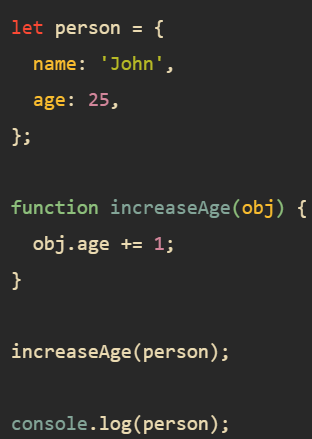 let person = {
  name: 'John',
  age: 25,
};

function increaseAge(obj) {
  obj.age += 1;
}

increaseAge(person);

console.log(person);